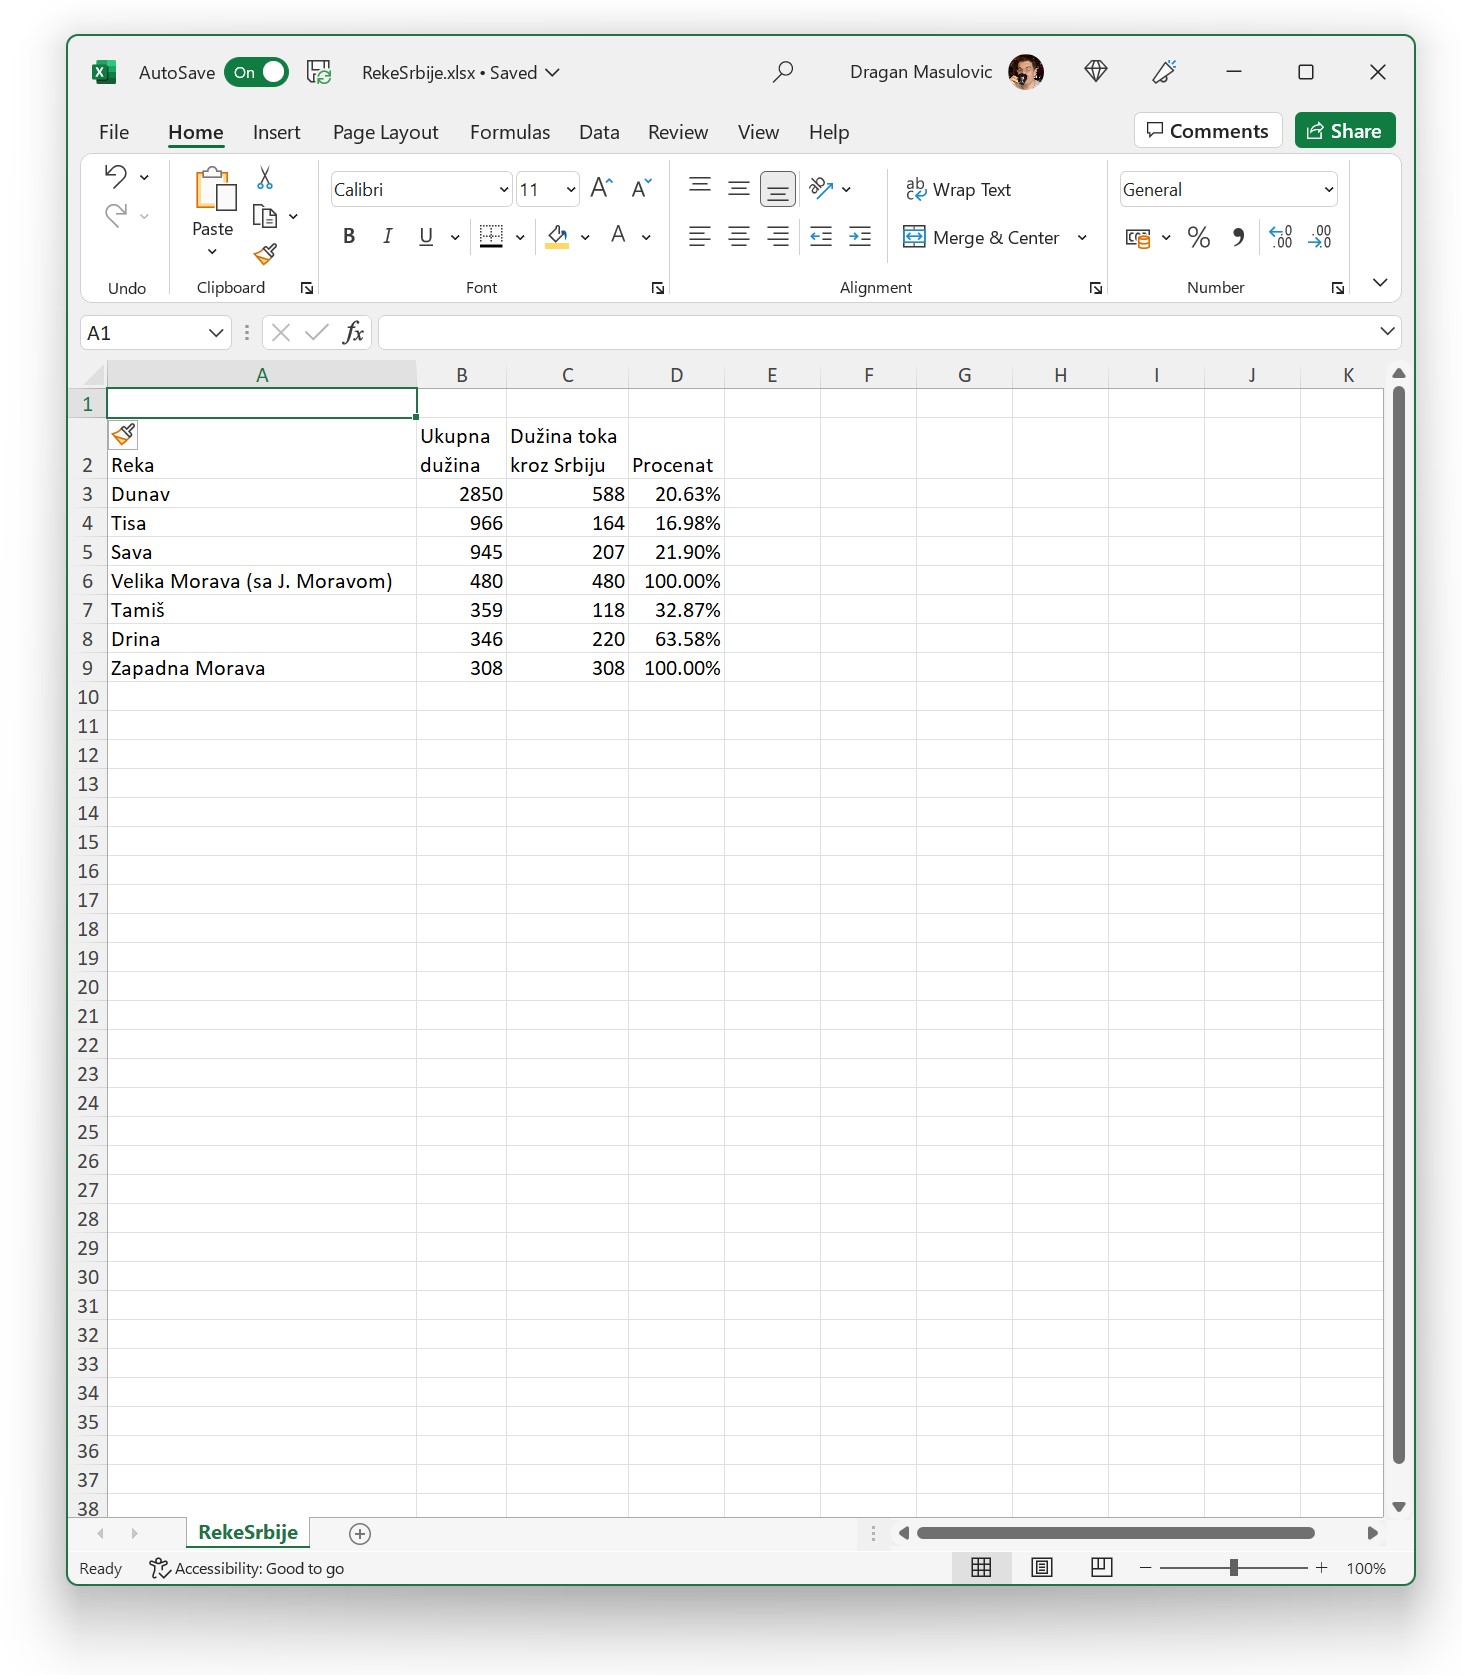 AutoSave On RekeSrbije.xlsx • Saved Dragan Masulovic
File Home Insert Page Layout Formulas Data Review View Help Comments Share
Paste
Calibri 11
Wrap Text
General
B I U A
Merge & Center
%
Undo Clipboard Font Alignment Number
A1 fx
A B C D E F G H I J K
1
2 Reka Ukupna dužina Dužina toka kroz Srbiju Procenat
3 Dunav 2850 588 20.63%
4 Tisa 966 164 16.98%
5 Sava 945 207 21.90%
6 Velika Morava (sa J. Moravom) 480 480 100.00%
7 Tamiš 359 118 32.87%
8 Drina 346 220 63.58%
9 Zapadna Morava 308 308 100.00%
10
11
12
13
14
15
16
17
18
19
20
21
22
23
24
25
26
27
28
29
30
31
32
33
34
35
36
37
38
RekeSrbije
Ready Accessibility: Good to go 100%